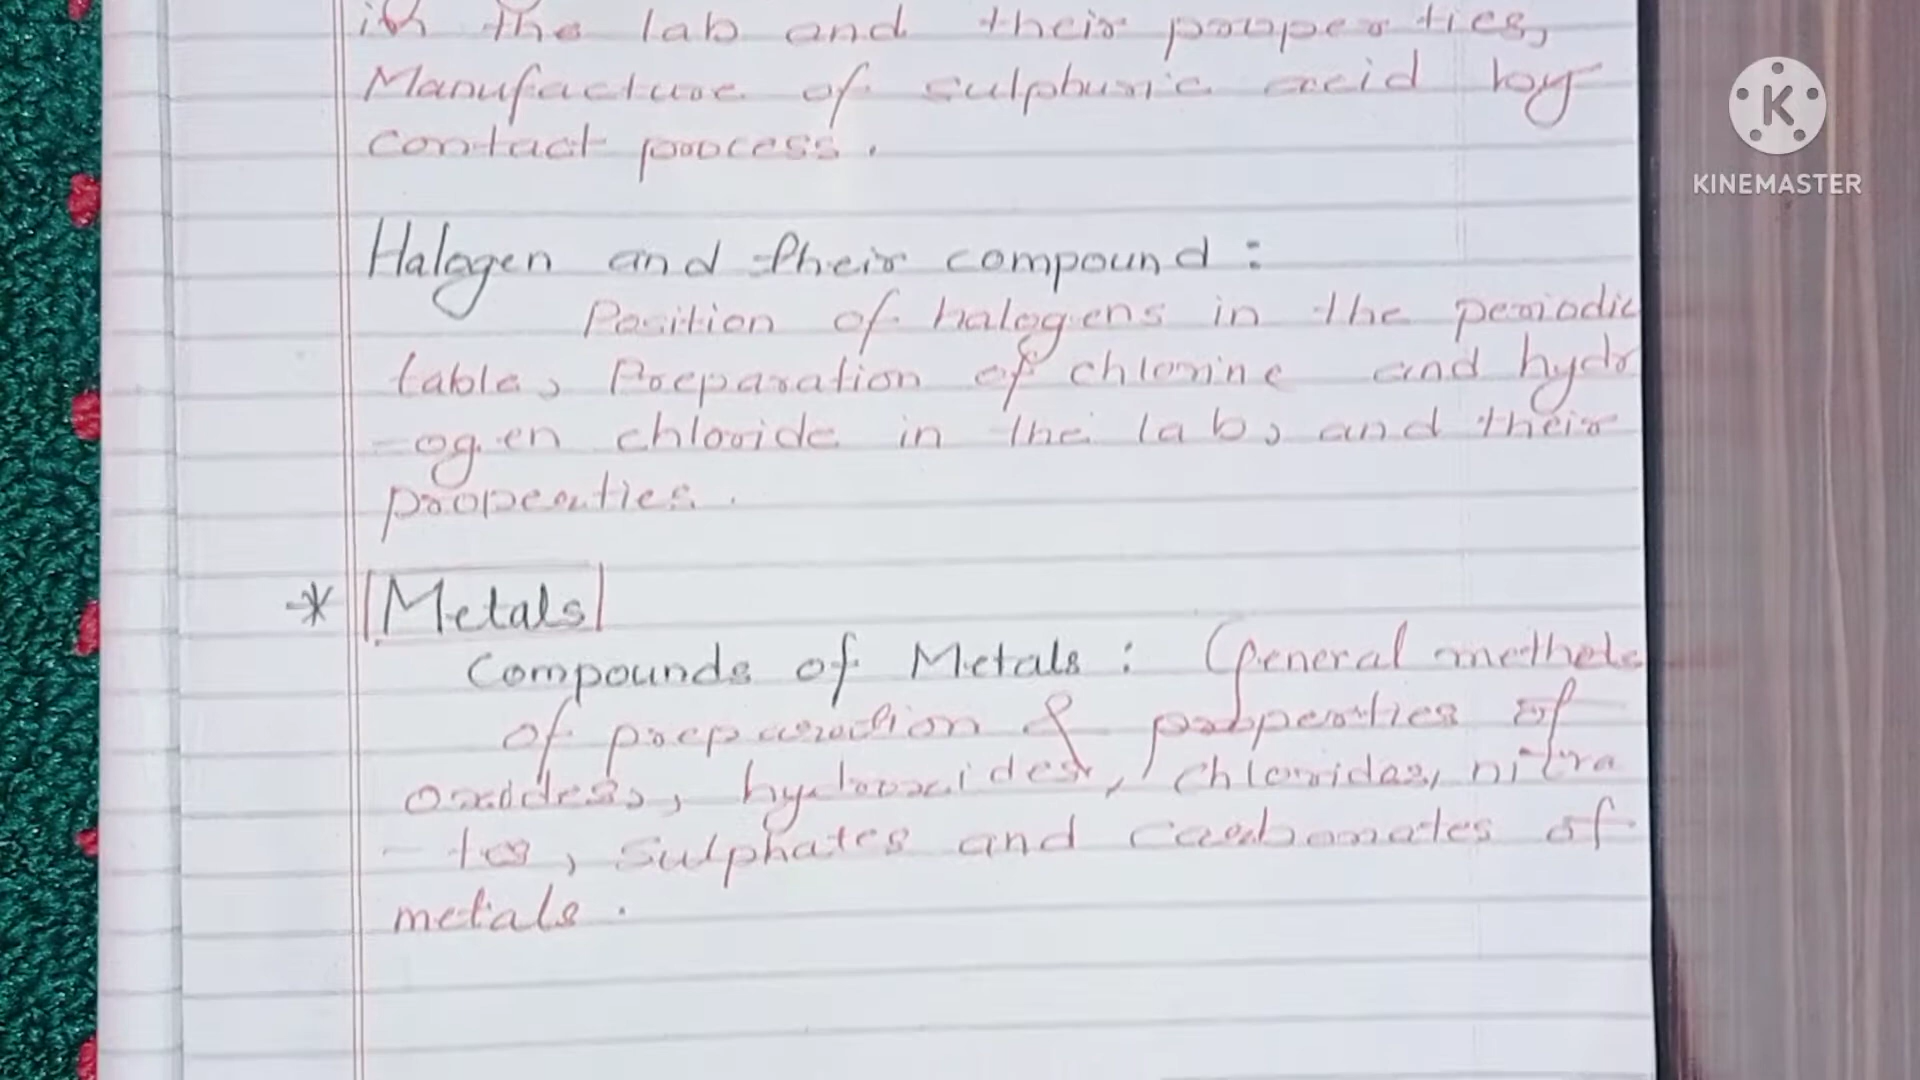 in the lab and their properties,
Manufacture of sulphuric acid by
contact process.
Halogen and their compound :
Position of halogens in the periodic
table, Preparation of chlorine and hydr
-ogen chloride in the lab, and their
properties.
* Metals
Compounds of Metals : General methods
of preparation & properties of
oxides, hydroxides, chlorides, nitra
-tes, sulphates and carbonates of
metals.
K
KINEMASTER